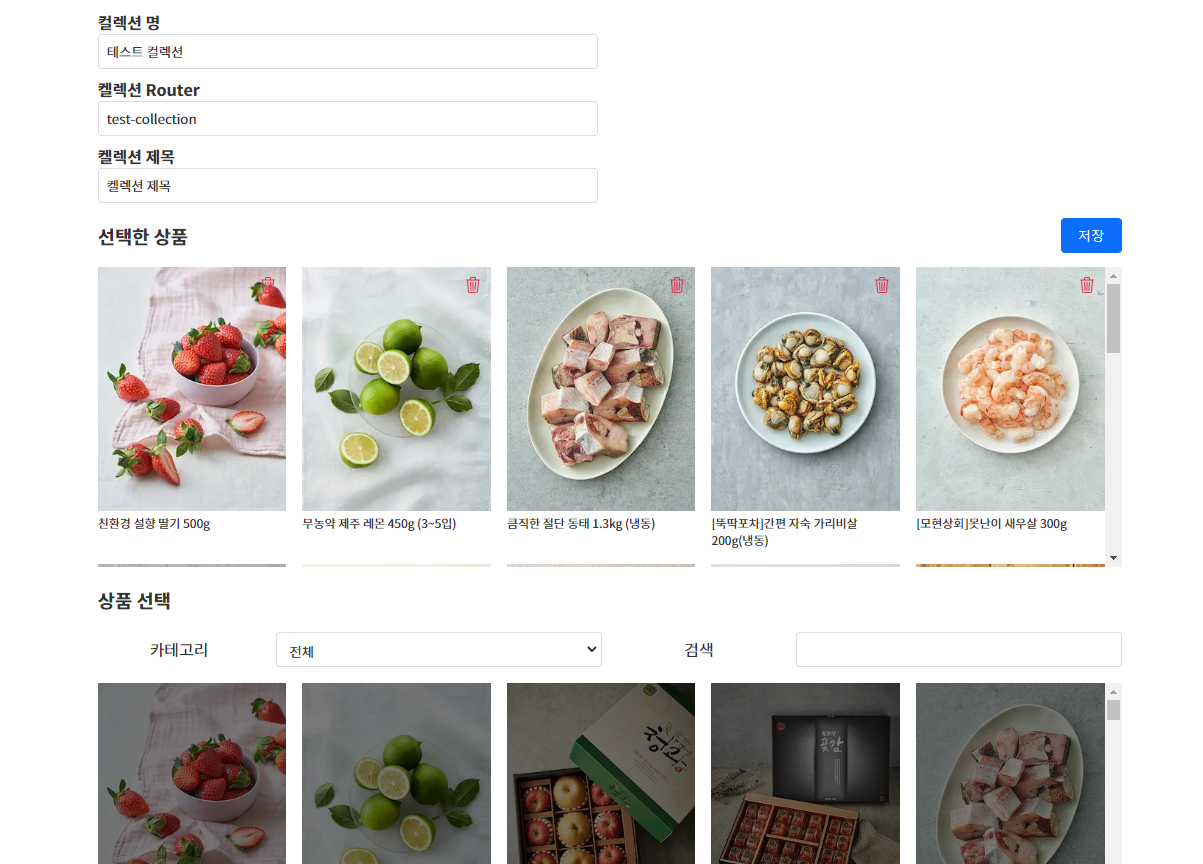 컬렉션 명
테스트 컬렉션
켈렉션 Router
test-collection
켈렉션 제목
켈렉션 제목
선택한 상품
저장
친환경 설향 딸기 500g
무농약 제주 레몬 450g (3~5입)
큼직한 절단 동태 1.3kg (냉동)
[뚝딱포차]간편 자숙 가리비살
200g(냉동)
[모현상회]못난이 새우살 300g
상품 선택
카테고리
전체
검색
곶감